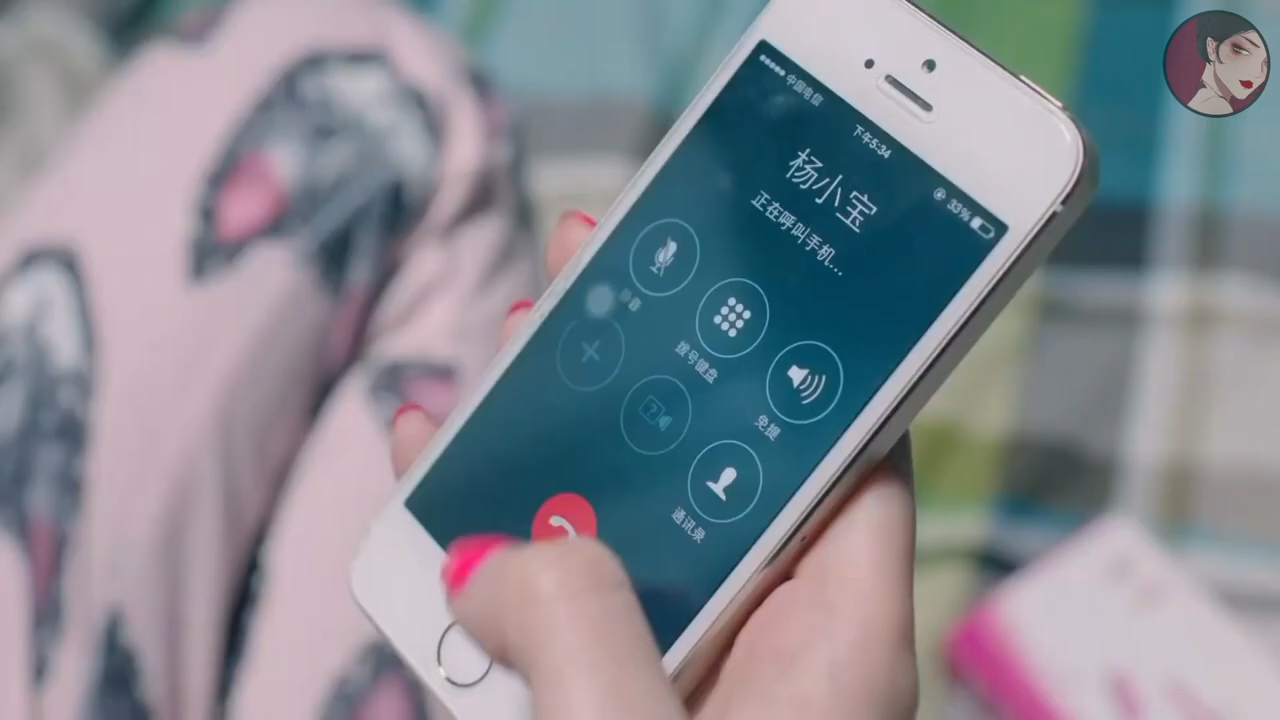 中国电信
下午5:34
33%
杨小宝
正在呼叫手机...
静音
拨号键盘
免提
通讯录